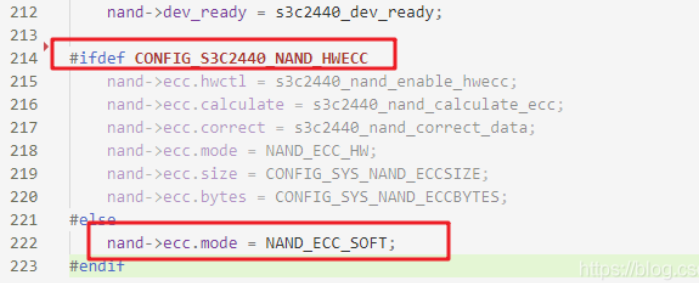 212 nand->dev_ready = s3c2440_dev_ready;
213
214 #ifdef CONFIG_S3C2440_NAND_HWECC
215 nand->ecc.hwctl = s3c2440_nand_enable_hwecc;
216 nand->ecc.calculate = s3c2440_nand_calculate_ecc;
217 nand->ecc.correct = s3c2440_nand_correct_data;
218 nand->ecc.mode = NAND_ECC_HW;
219 nand->ecc.size = CONFIG_SYS_NAND_ECCSIZE;
220 nand->ecc.bytes = CONFIG_SYS_NAND_ECCBYTES;
221 #else
222 nand->ecc.mode = NAND_ECC_SOFT;
223 #endif
https://blog.cs